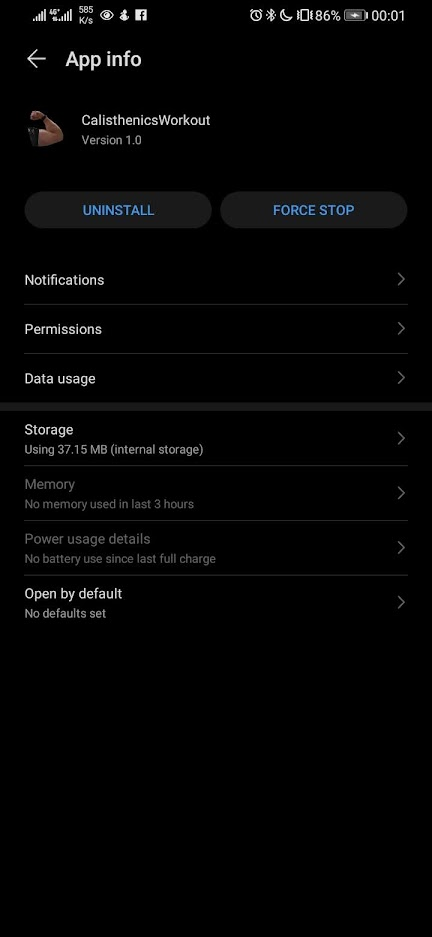 4G+ 585 K/s 86% 00:01
App info
CalisthenicsWorkout
Version 1.0
UNINSTALL FORCE STOP
Notifications
Permissions
Data usage
Storage
Using 37.15 MB (internal storage)
Memory
No memory used in last 3 hours
Power usage details
No battery use since last full charge
Open by default
No defaults set